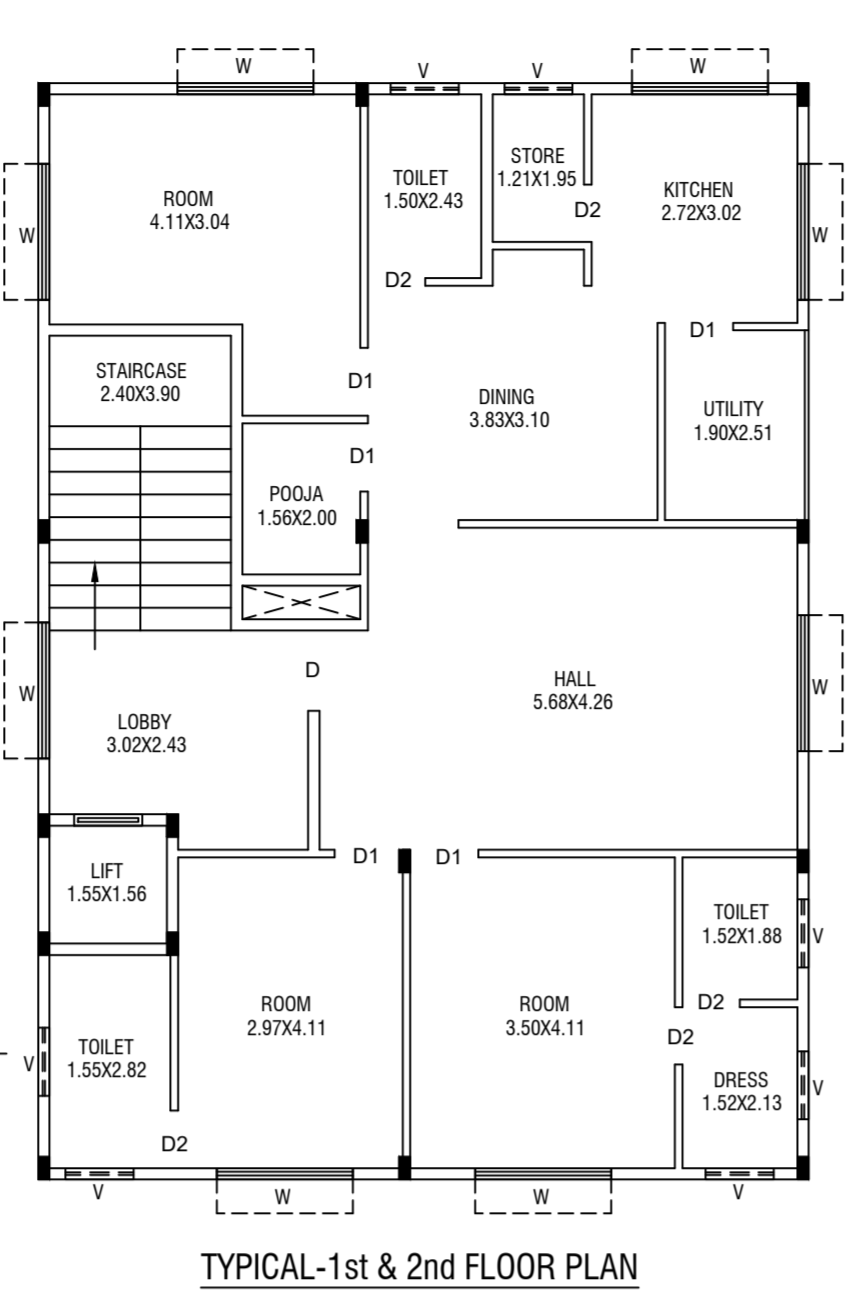 W
V
V
W
ROOM
4.11X3.04
TOILET
1.50X2.43
STORE
1.21X1.95
KITCHEN
2.72X3.02
W
W
D2
D2
D1
STAIRCASE
2.40X3.90
D1
DINING
3.83X3.10
UTILITY
1.90X2.51
D1
POOJA
1.56X2.00
D
HALL
5.68X4.26
W
W
LOBBY
3.02X2.43
D1
D1
LIFT
1.55X1.56
TOILET
1.52X1.88
V
ROOM
2.97X4.11
ROOM
3.50X4.11
D2
D2
TOILET
1.55X2.82
V
DRESS
1.52X2.13
V
D2
V
W
W
V
TYPICAL-1st & 2nd FLOOR PLAN